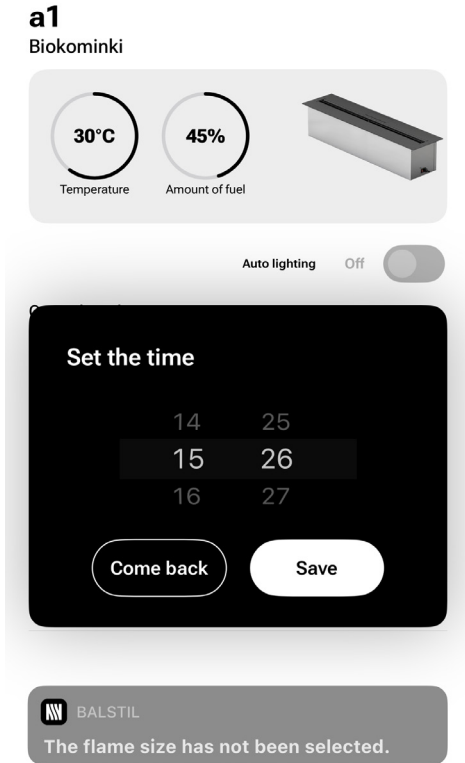 a1
Biokominki
30°C
45%
Temperature
Amount of fuel
Auto lighting Off
Set the time
14 25
15 26
16 27
Come back
Save
BALSTIL
The flame size has not been selected.